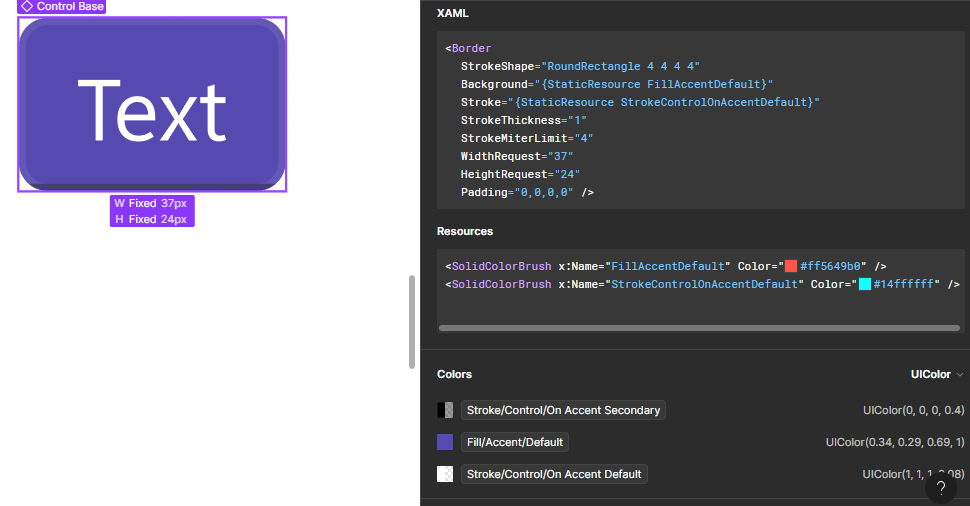 Control Base
Text
W Fixed 37px
H Fixed 24px
XAML
<Border
StrokeShape="RoundRectangle 4 4 4 4"
Background="{StaticResource FillAccentDefault}"
Stroke="{StaticResource StrokeControlOnAccentDefault}"
StrokeThickness="1"
StrokeMiterLimit="4"
WidthRequest="37"
HeightRequest="24"
Padding="0,0,0,0" />
Resources
<SolidColorBrush x:Name="FillAccentDefault" Color="#ff5649b0" />
<SolidColorBrush x:Name="StrokeControlOnAccentDefault" Color="#14ffffff" />
Colors UIColor
Stroke/Control/On Accent Secondary UIColor(0, 0, 0, 0.4)
Fill/Accent/Default UIColor(0.34, 0.29, 0.69, 1)
Stroke/Control/On Accent Default UIColor(1, 1, 1, 0.08)
?